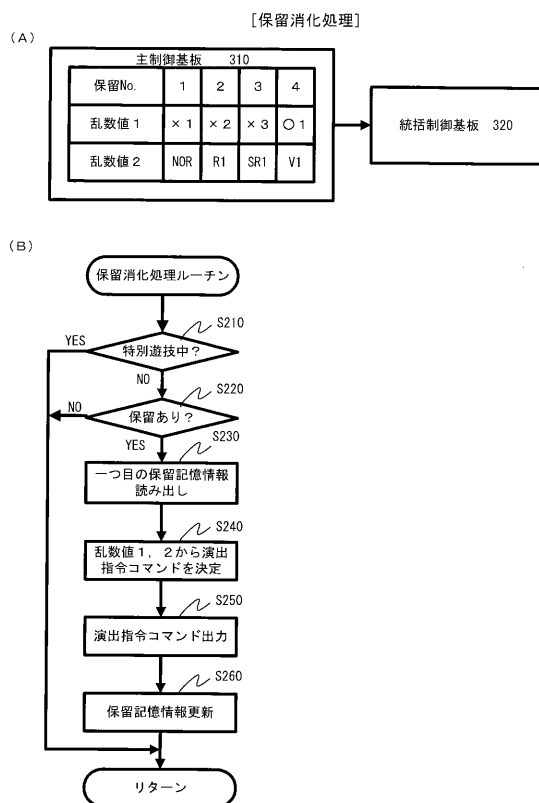 [保留消化処理]
(A)
主制御基板 310
保留No. 1 2 3 4
乱数値1 ×1 ×2 ×3 ○1
乱数値2 NOR R1 SR1 V1
統括制御基板 320
(B)
保留消化処理ルーチン
S210
YES
特別遊技中?
NO
S220
NO
保留あり?
YES
S230
一つ目の保留記憶情報
読み出し
S240
乱数値1,2から演出
指令コマンドを決定
S250
演出指令コマンド出力
S260
保留記憶情報更新
リターン